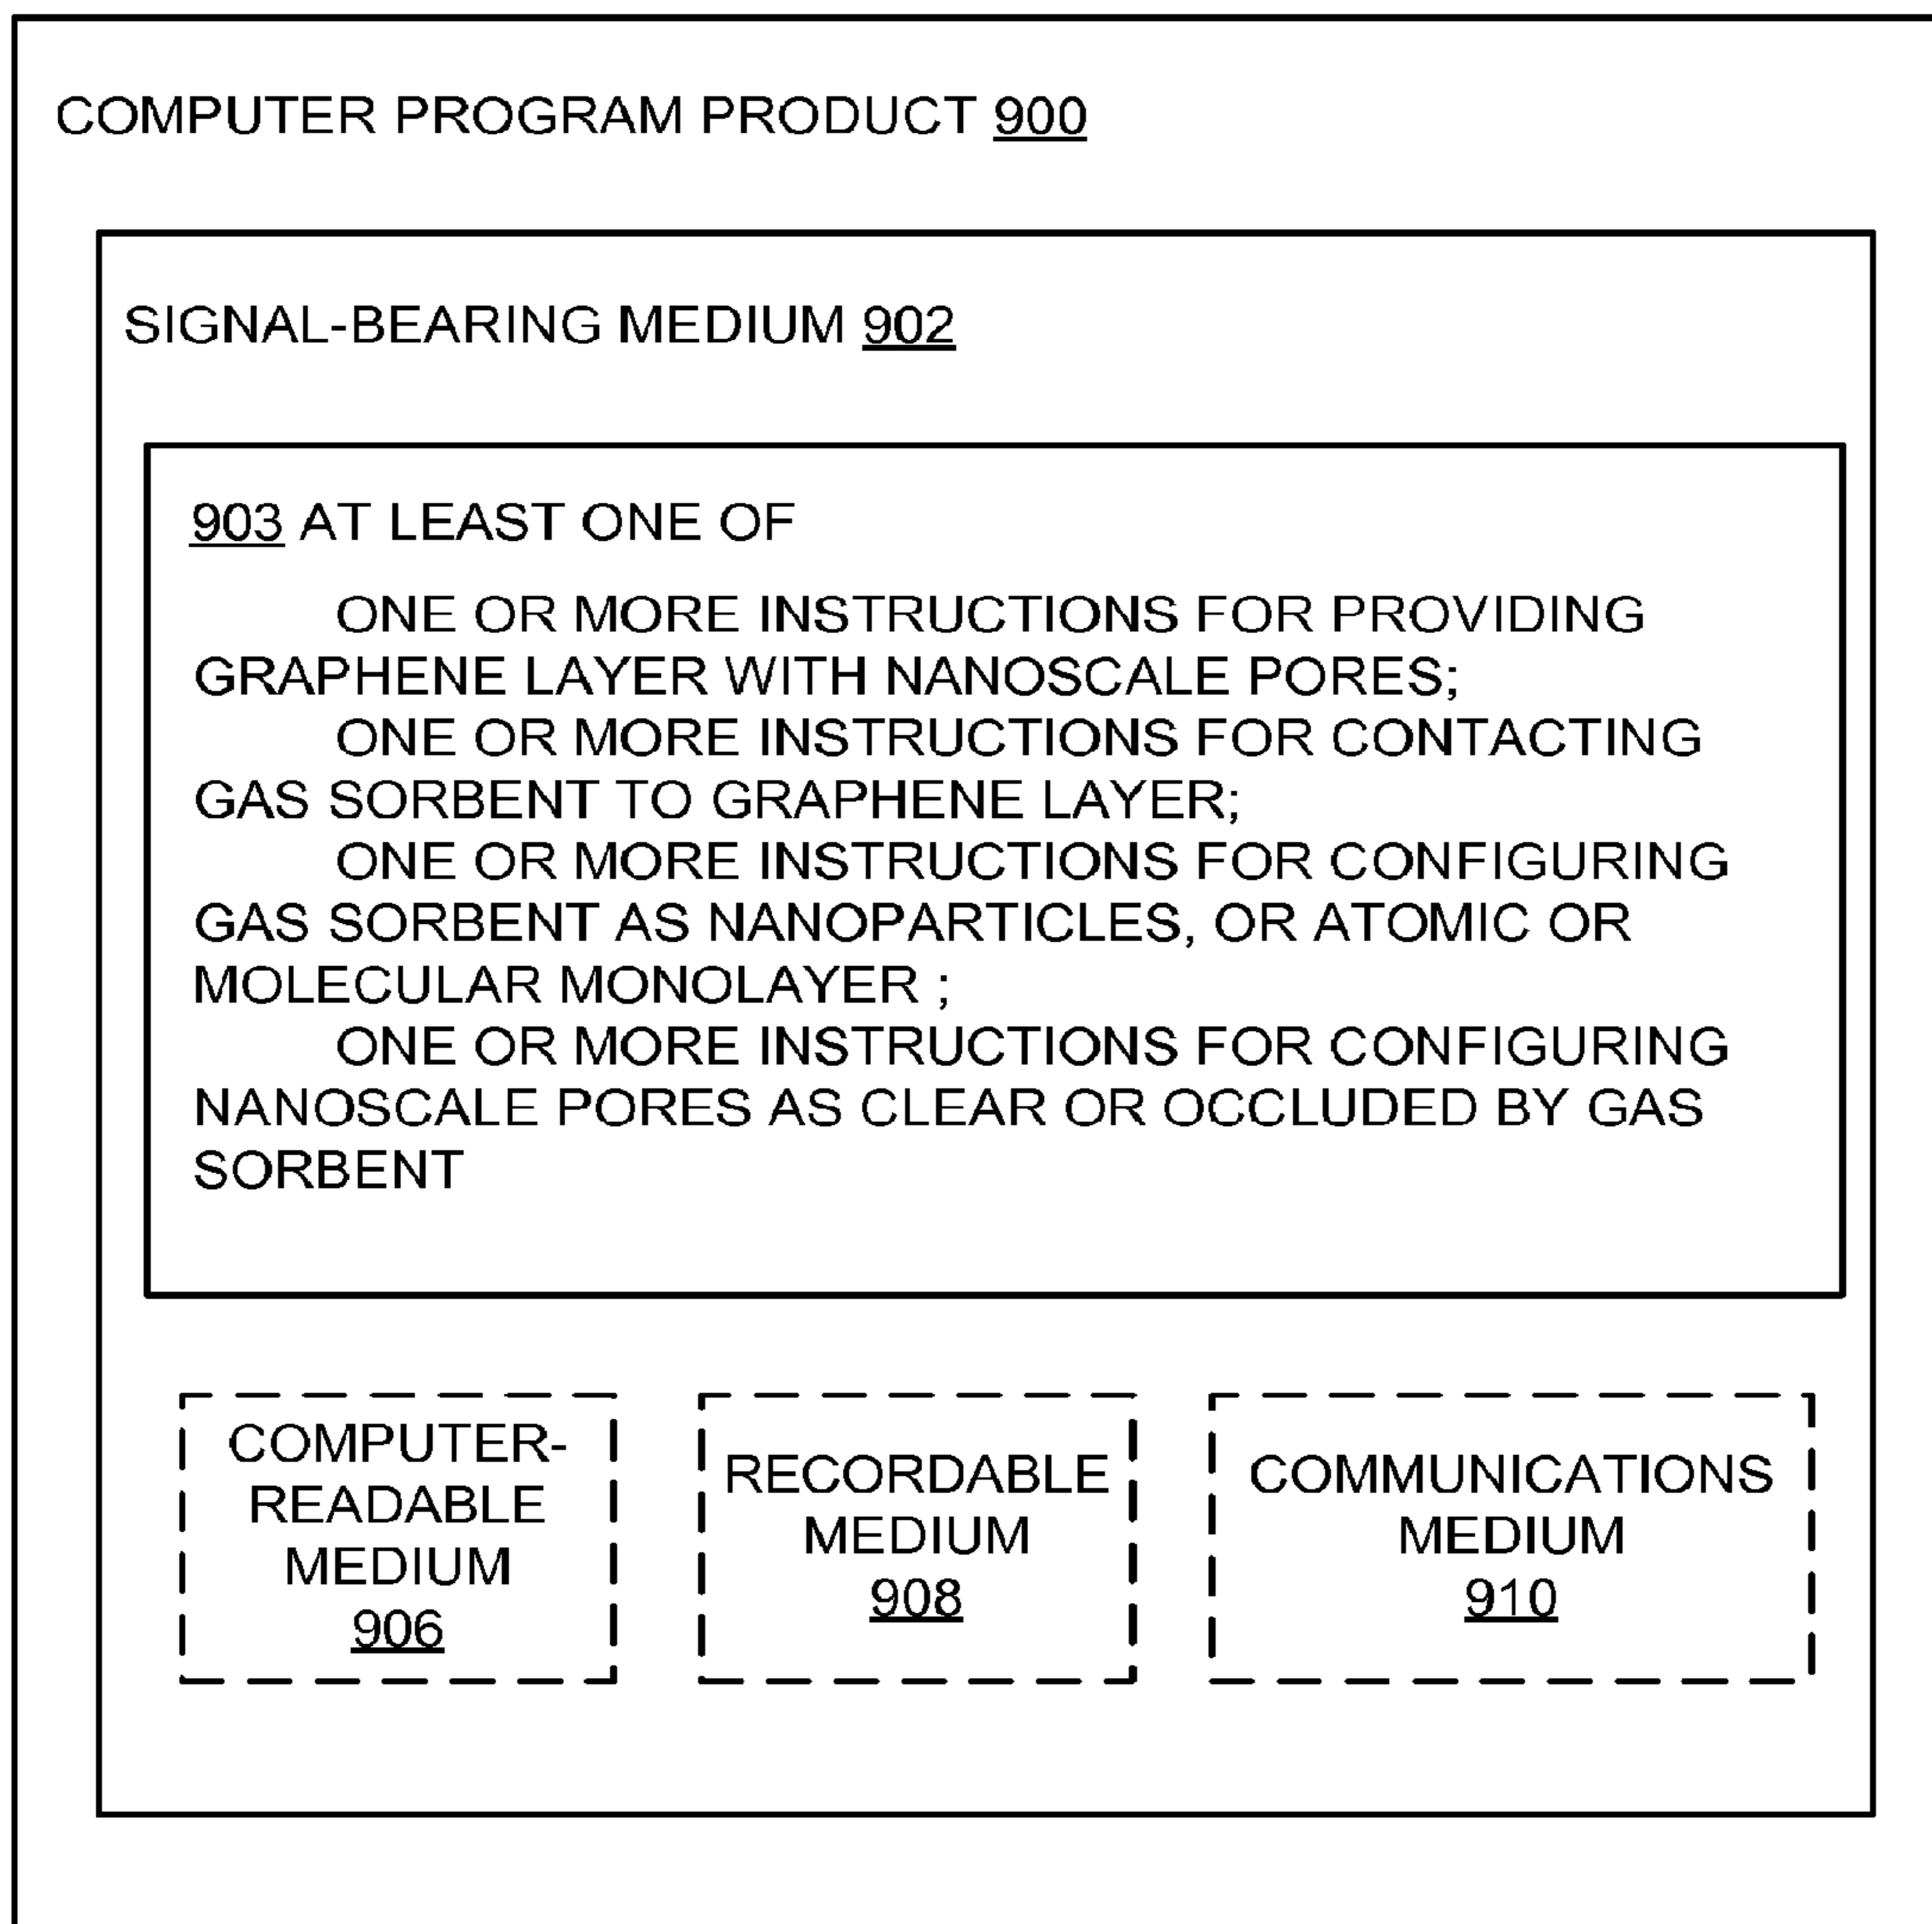 COMPUTER PROGRAM PRODUCT 900
SIGNAL-BEARING MEDIUM 902
903 AT LEAST ONE OF
ONE OR MORE INSTRUCTIONS FOR PROVIDING
GRAPHENE LAYER WITH NANOSCALE PORES;
ONE OR MORE INSTRUCTIONS FOR CONTACTING
GAS SORBENT TO GRAPHENE LAYER;
ONE OR MORE INSTRUCTIONS FOR CONFIGURING
GAS SORBENT AS NANOPARTICLES, OR ATOMIC OR
MOLECULAR MONOLAYER ;
ONE OR MORE INSTRUCTIONS FOR CONFIGURING
NANOSCALE PORES AS CLEAR OR OCCLUDED BY GAS
SORBENT
COMPUTER-
READABLE
MEDIUM
906
RECORDABLE
MEDIUM
908
COMMUNICATIONS
MEDIUM
910